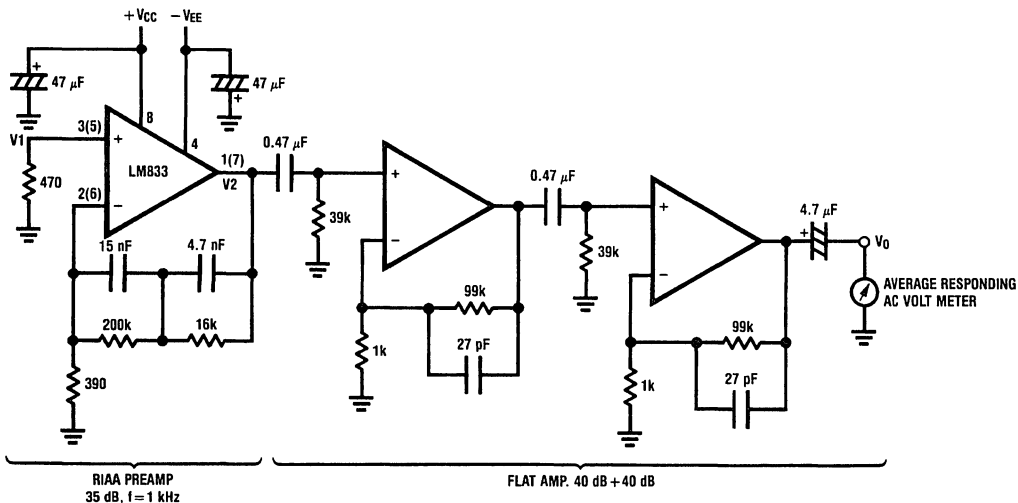 +VCC
−VEE
+
47 μF
47 μF
+
8
V1
3(5)
+
4
0.47 μF
LM833
1(7)
V2
+
0.47 μF
470
2(6)
−
39k
+
4.7 μF
+
VO
15 nF
4.7 nF
−
39k
−
AVERAGE RESPONDING
AC VOLT METER
200k
16k
99k
1k
27 pF
99k
390
1k
27 pF
RIAA PREAMP
35 dB, f=1 kHz
FLAT AMP. 40 dB+40 dB